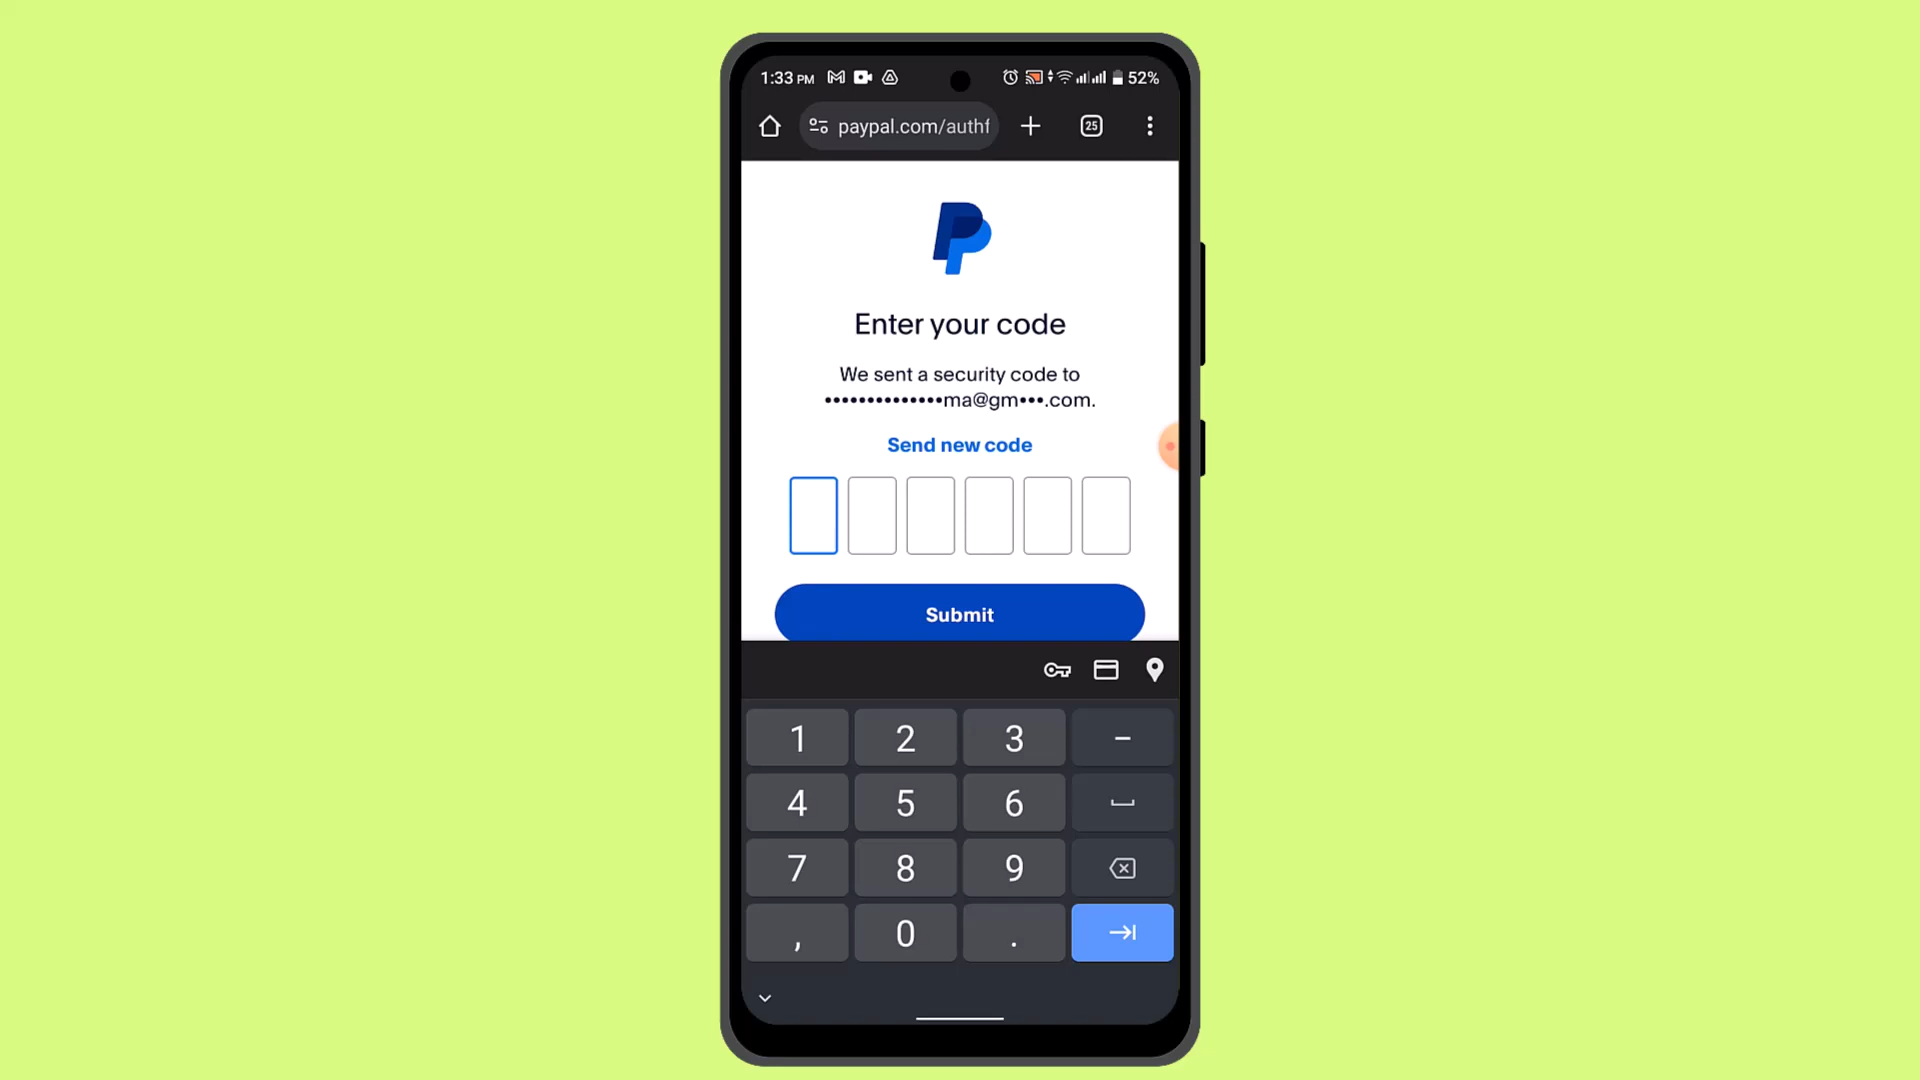 1:33 PM 52%
paypal.com/authf 25
Enter your code
We sent a security code to
••••••••••••••ma@gm•••.com.
Send new code
Submit
1 2 3 -
4 5 6
7 8 9
, 0 .